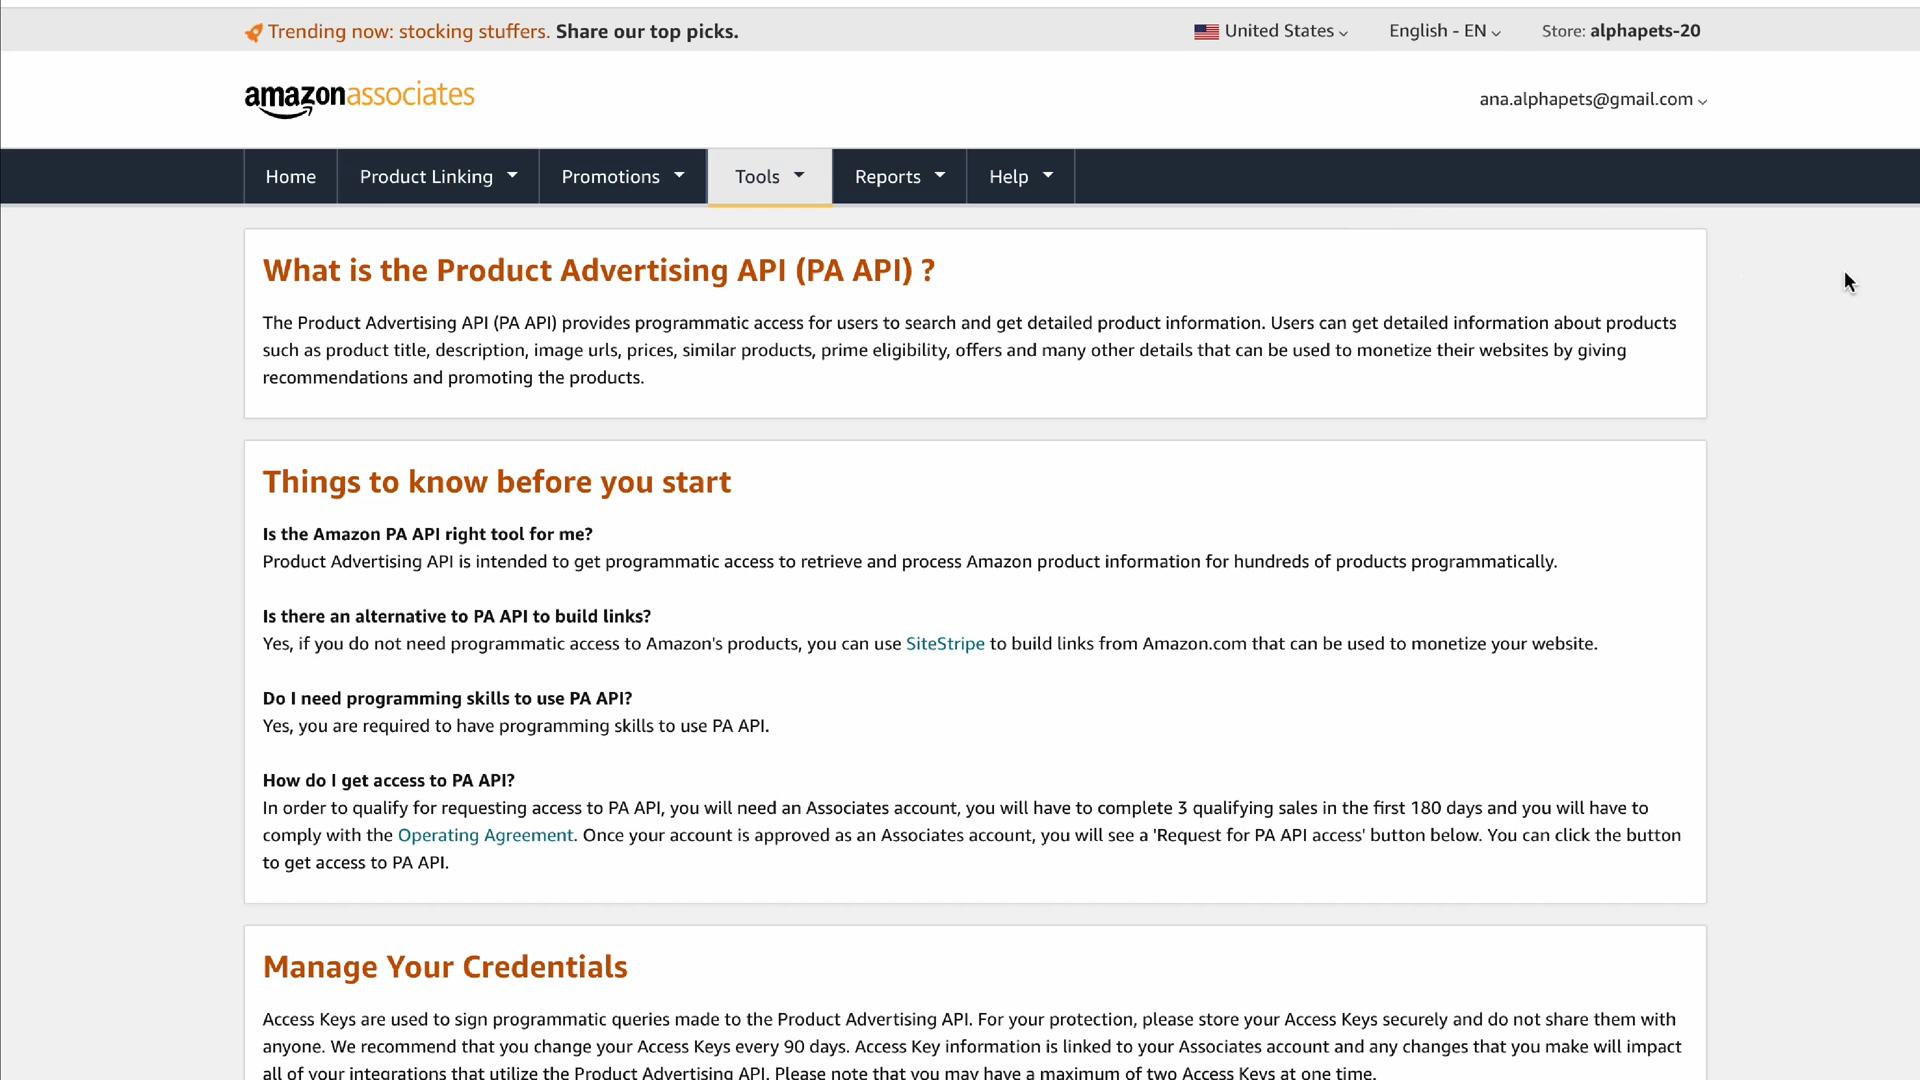 Trending now: stocking stuffers. Share our top picks.
United States
English - EN
Store: alphapets-20
amazonassociates
ana.alphapets@gmail.com
Home
Product Linking
Promotions
Tools
Reports
Help
What is the Product Advertising API (PA API) ?
The Product Advertising API (PA API) provides programmatic access for users to search and get detailed product information. Users can get detailed information about products
such as product title, description, image urls, prices, similar products, prime eligibility, offers and many other details that can be used to monetize their websites by giving
recommendations and promoting the products.
Things to know before you start
Is the Amazon PA API right tool for me?
Product Advertising API is intended to get programmatic access to retrieve and process Amazon product information for hundreds of products programmatically.
Is there an alternative to PA API to build links?
Yes, if you do not need programmatic access to Amazon's products, you can use SiteStripe to build links from Amazon.com that can be used to monetize your website.
Do I need programming skills to use PA API?
Yes, you are required to have programming skills to use PA API.
How do I get access to PA API?
In order to qualify for requesting access to PA API, you will need an Associates account, you will have to complete 3 qualifying sales in the first 180 days and you will have to
comply with the Operating Agreement. Once your account is approved as an Associates account, you will see a 'Request for PA API access' button below. You can click the button
to get access to PA API.
Manage Your Credentials
Access Keys are used to sign programmatic queries made to the Product Advertising API. For your protection, please store your Access Keys securely and do not share them with
anyone. We recommend that you change your Access Keys every 90 days. Access Key information is linked to your Associates account and any changes that you make will impact
all of your integrations that utilize the Product Advertising API. Please note that you may have a maximum of two Access Keys at one time.